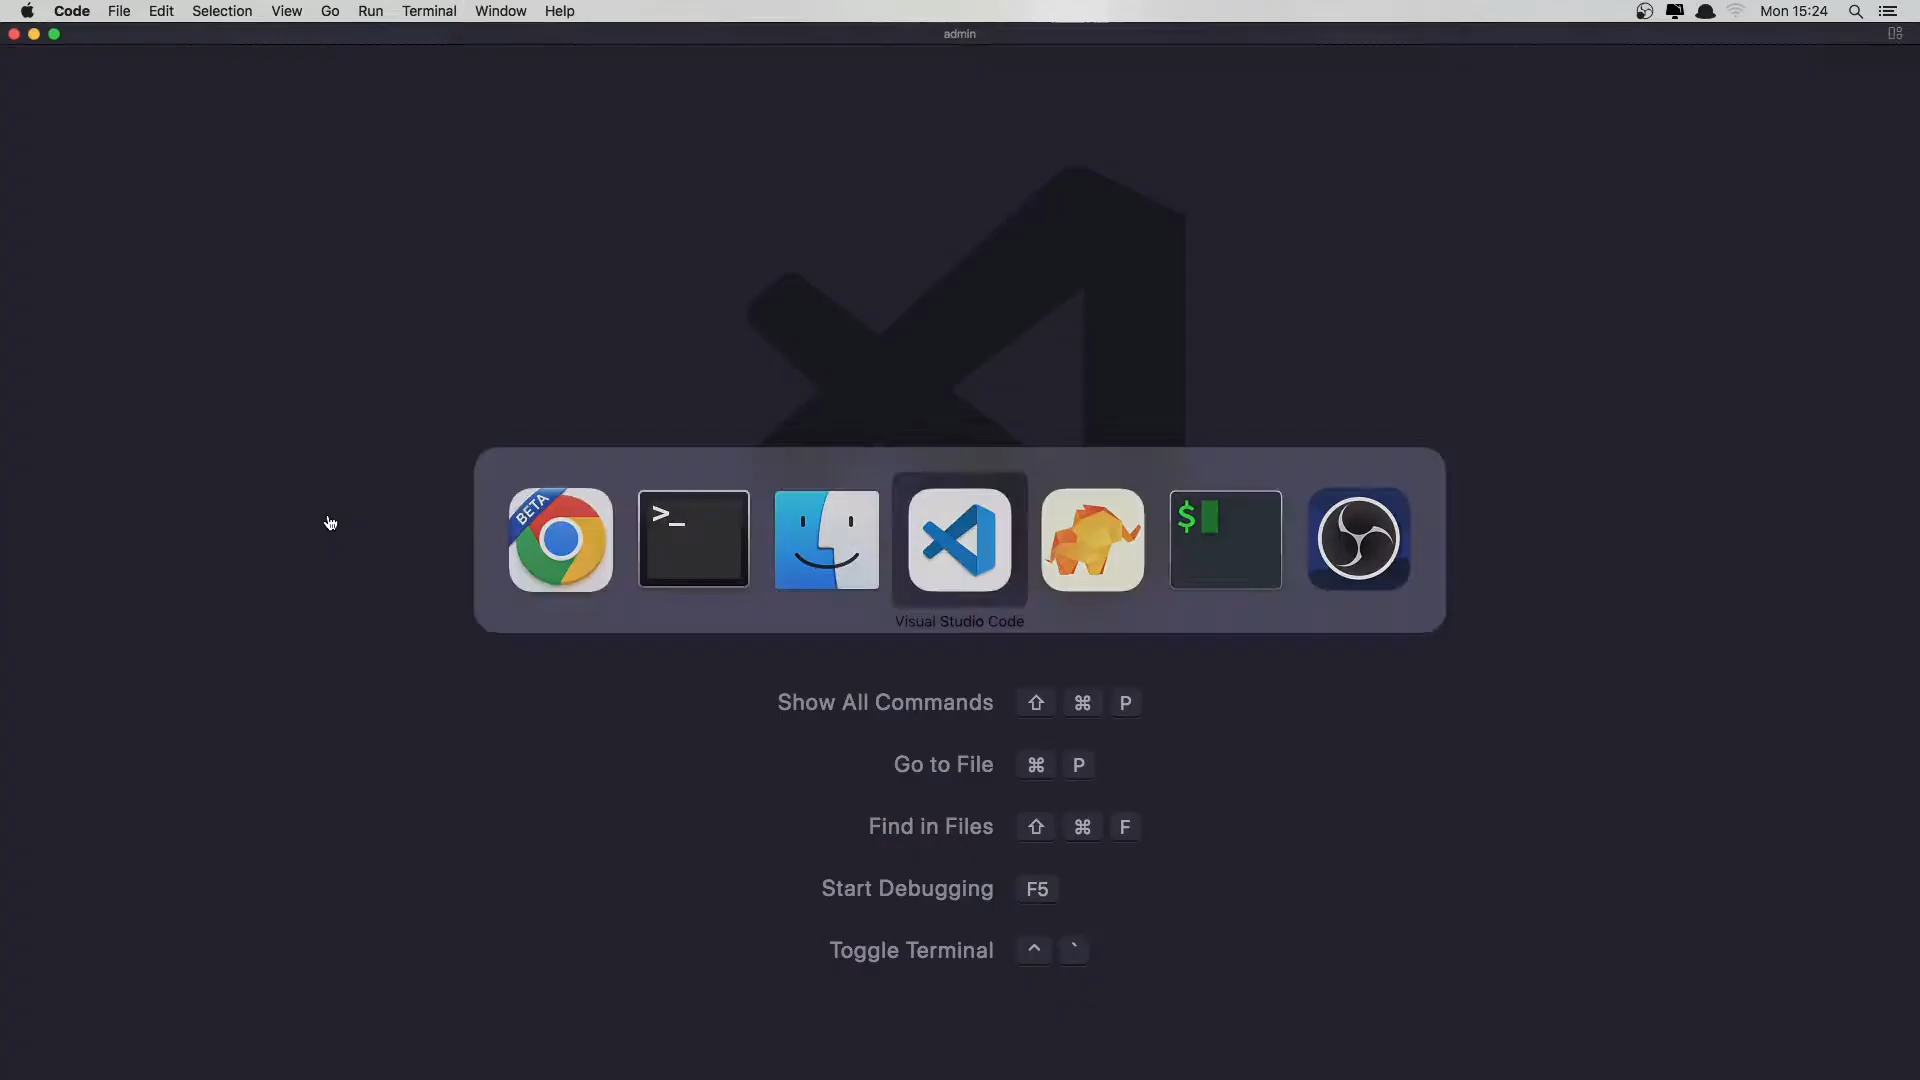 Code File Edit Selection View Go Run Terminal Window Help Mon 15:24
admin
BETA
>_
$
Visual Studio Code
Show All Commands ⇧ ⌘ P
Go to File ⌘ P
Find in Files ⇧ ⌘ F
Start Debugging F5
Toggle Terminal ^ `